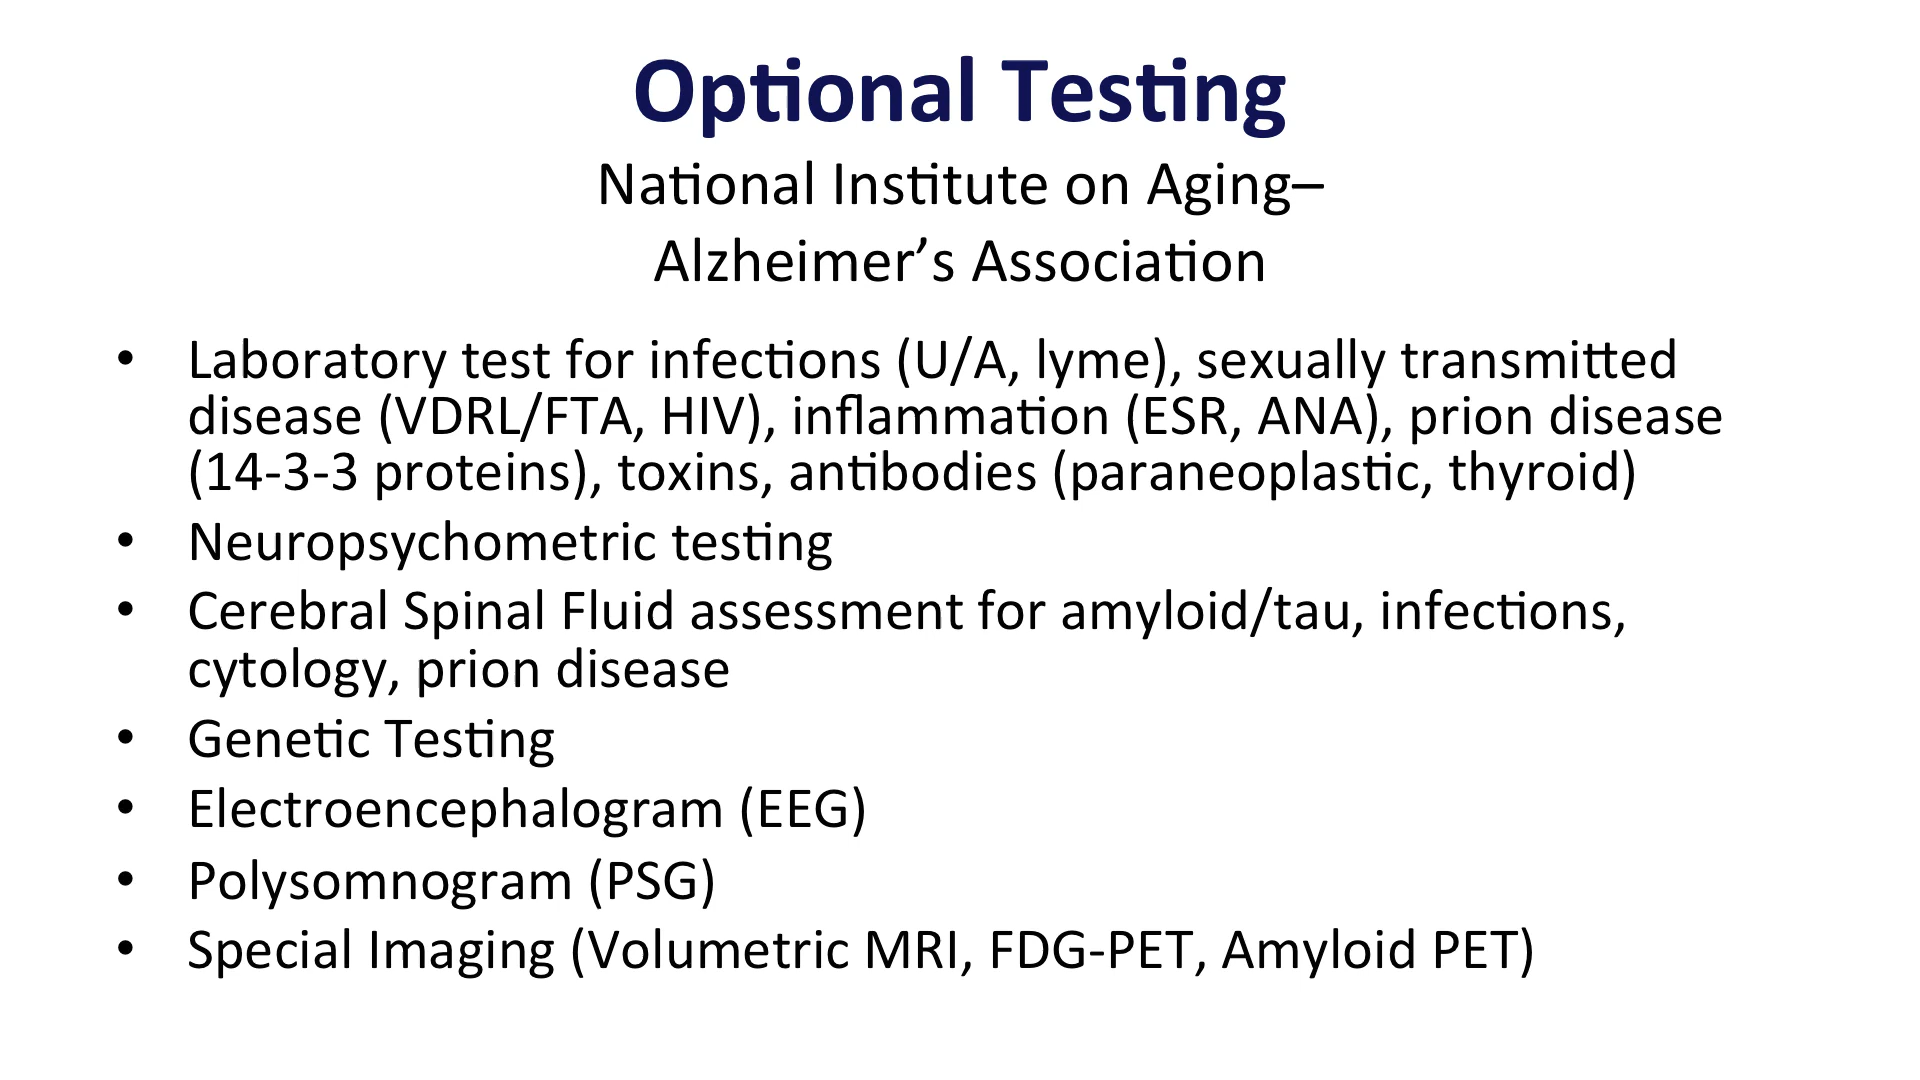 Optional Testing
National Institute on Aging–
Alzheimer’s Association
• Laboratory test for infections (U/A, lyme), sexually transmitted
disease (VDRL/FTA, HIV), inflammation (ESR, ANA), prion disease
(14-3-3 proteins), toxins, antibodies (paraneoplastic, thyroid)
• Neuropsychometric testing
• Cerebral Spinal Fluid assessment for amyloid/tau, infections,
cytology, prion disease
• Genetic Testing
• Electroencephalogram (EEG)
• Polysomnogram (PSG)
• Special Imaging (Volumetric MRI, FDG-PET, Amyloid PET)